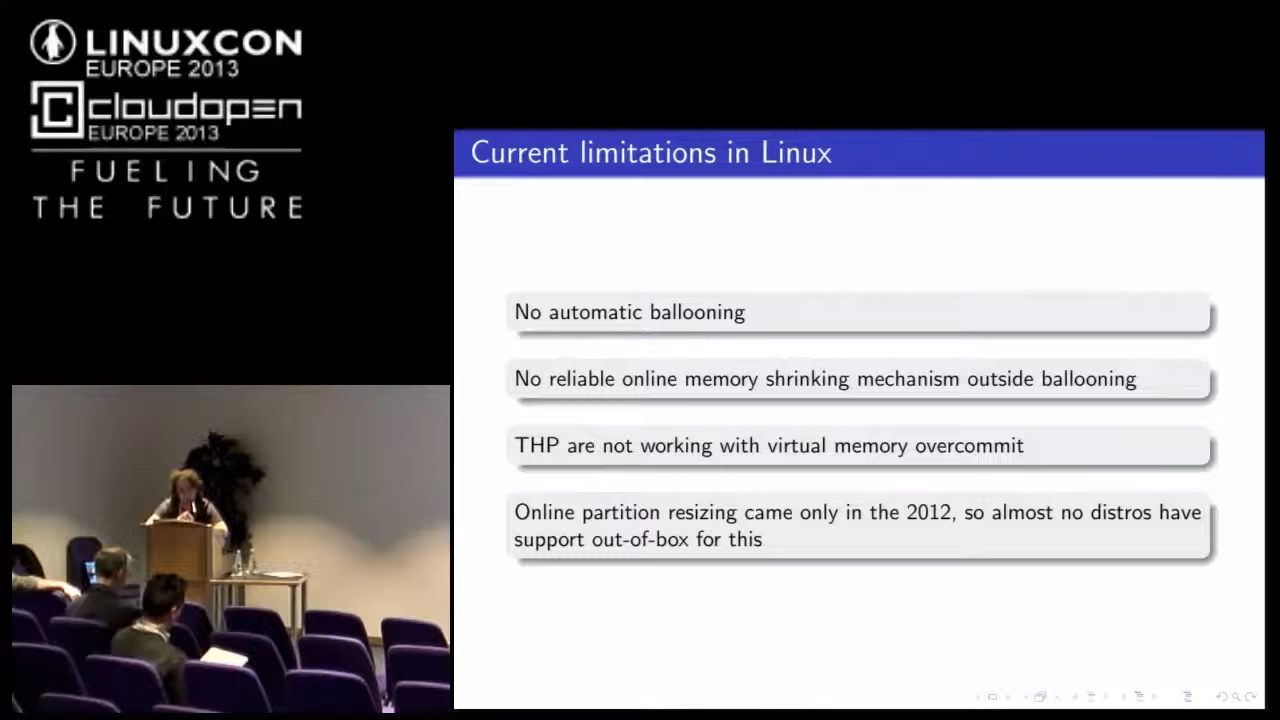 LINUXCON
EUROPE 2013
cloudopen
EUROPE 2013
FUELING
THE FUTURE
Current limitations in Linux
No automatic ballooning
No reliable online memory shrinking mechanism outside ballooning
THP are not working with virtual memory overcommit
Online partition resizing came only in the 2012, so almost no distros have
support out-of-box for this